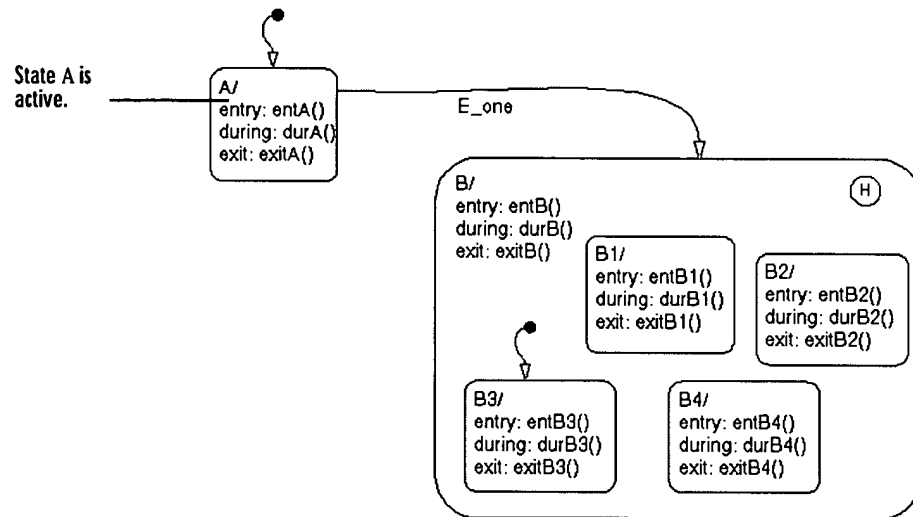 State A is
active.
A/
entry: entA()
during: durA()
exit: exitA()
E_one
B/
entry: entB()
during: durB()
exit: exitB()
H
B1/
entry: entB1()
during: durB1()
exit: exitB1()
B2/
entry: entB2()
during: durB2()
exit: exitB2()
B3/
entry: entB3()
during: durB3()
exit: exitB3()
B4/
entry: entB4()
during: durB4()
exit: exitB4()